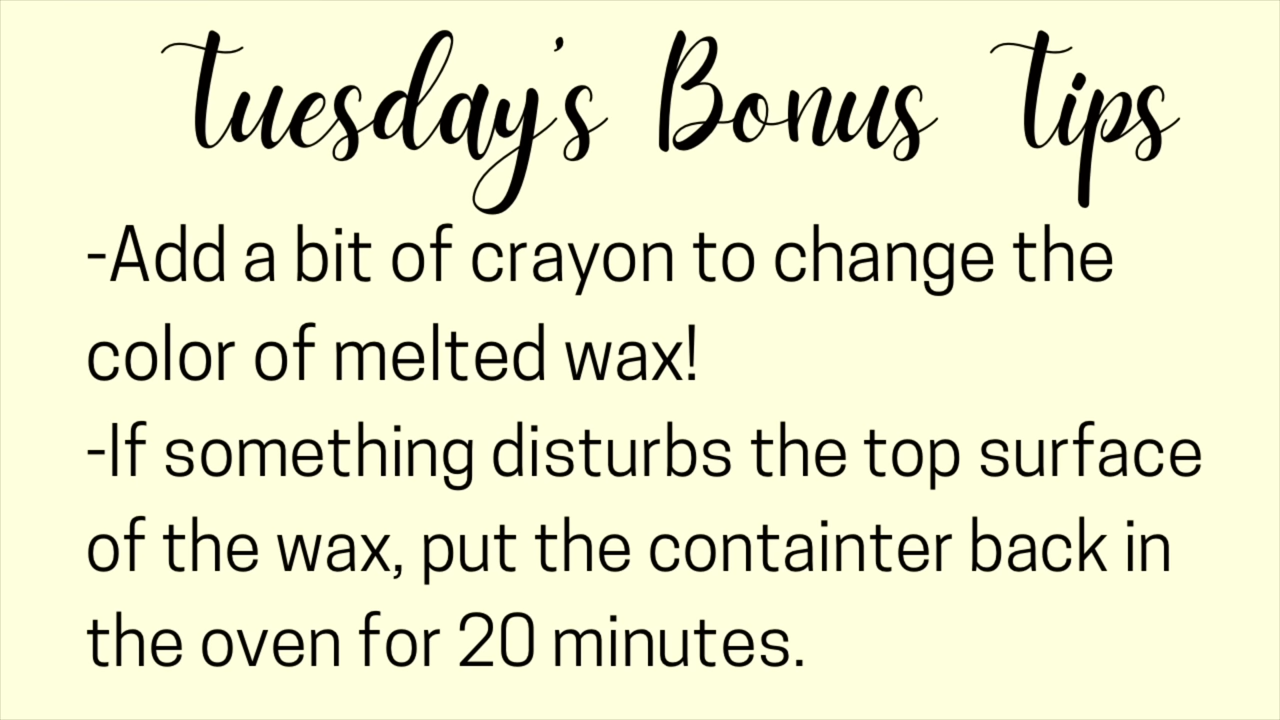 Tuesday's Bonus Tips
-Add a bit of crayon to change the
color of melted wax!
-If something disturbs the top surface
of the wax, put the containter back in
the oven for 20 minutes.